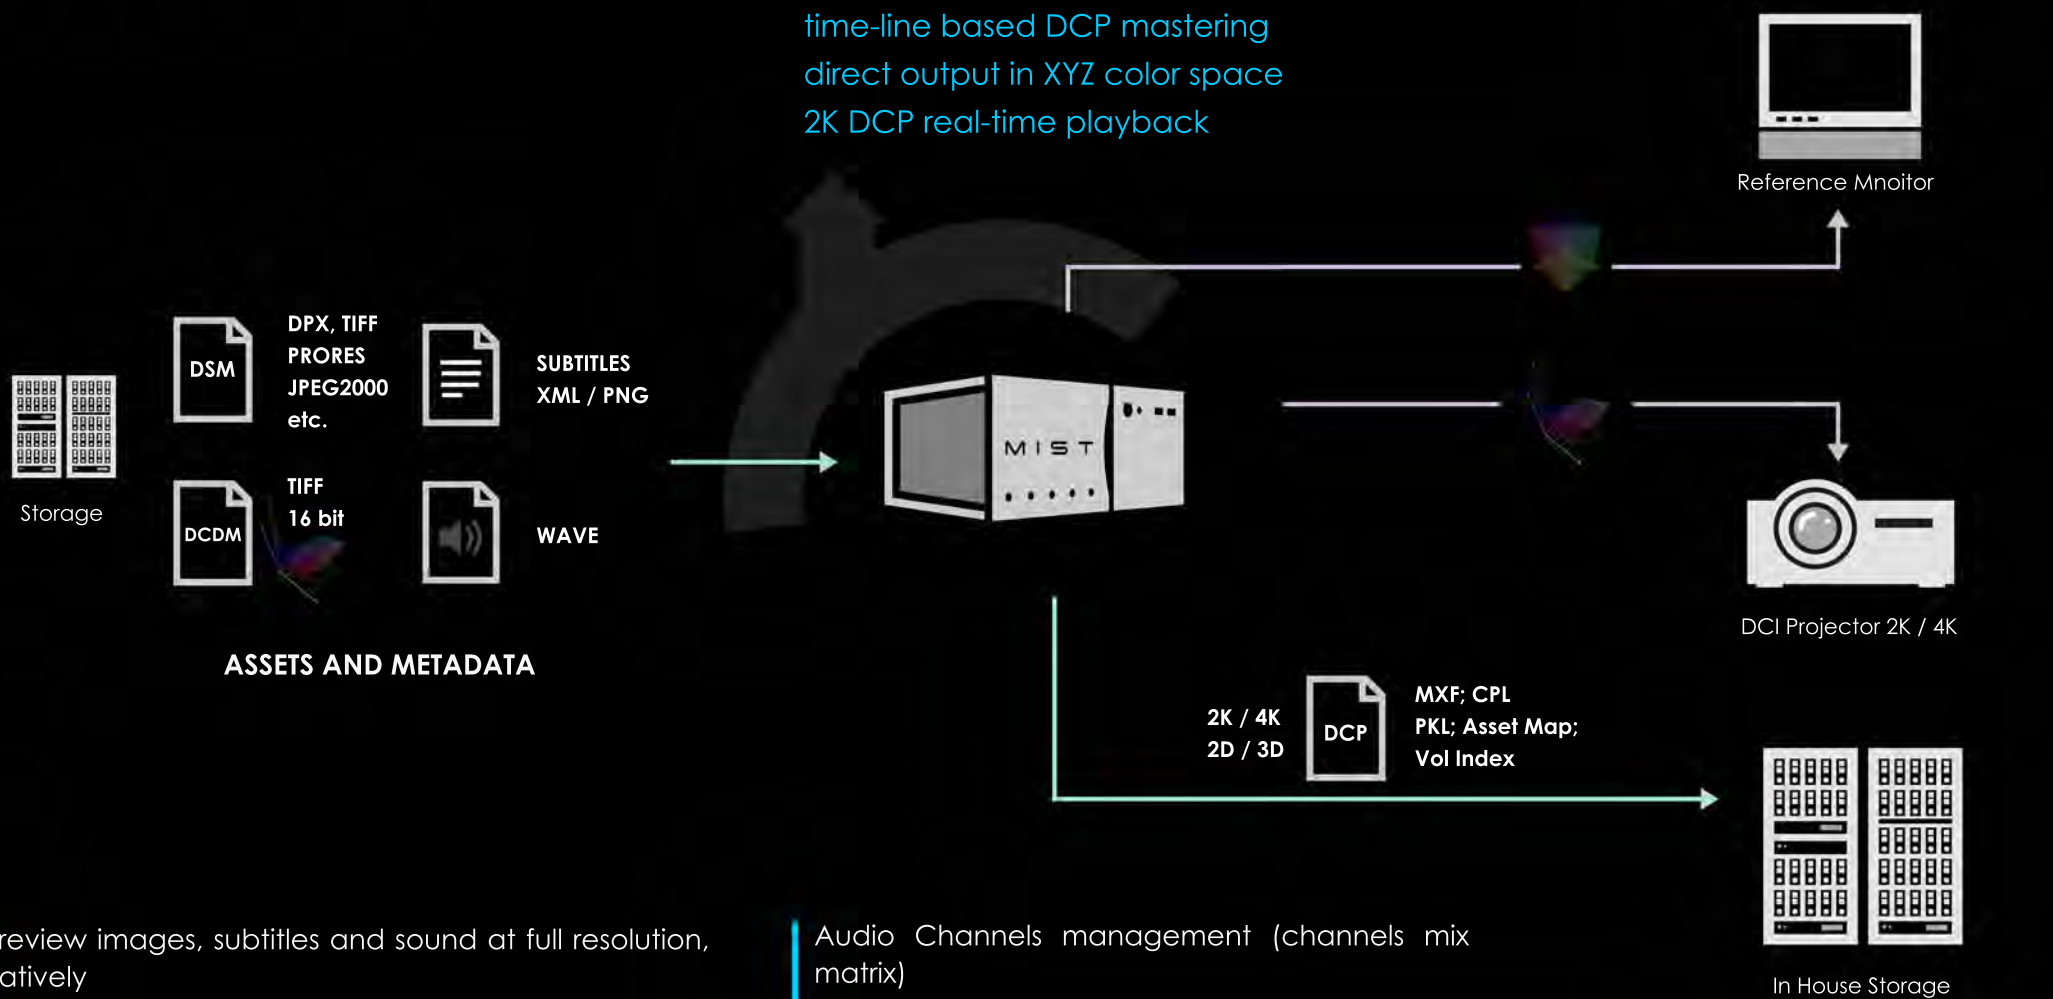 time-line based DCP mastering
direct output in XYZ color space
2K DCP real-time playback
Reference Mnoitor
DSM
DPX, TIFF
PRORES
JPEG2000
etc.
SUBTITLES
XML / PNG
Storage
DCDM
TIFF
16 bit
WAVE
MIST
ASSETS AND METADATA
DCI Projector 2K / 4K
2K / 4K
2D / 3D
DCP
MXF; CPL
PKL; Asset Map;
Vol Index
In House Storage
review images, subtitles and sound at full resolution,
atively
Audio Channels management (channels mix
matrix)